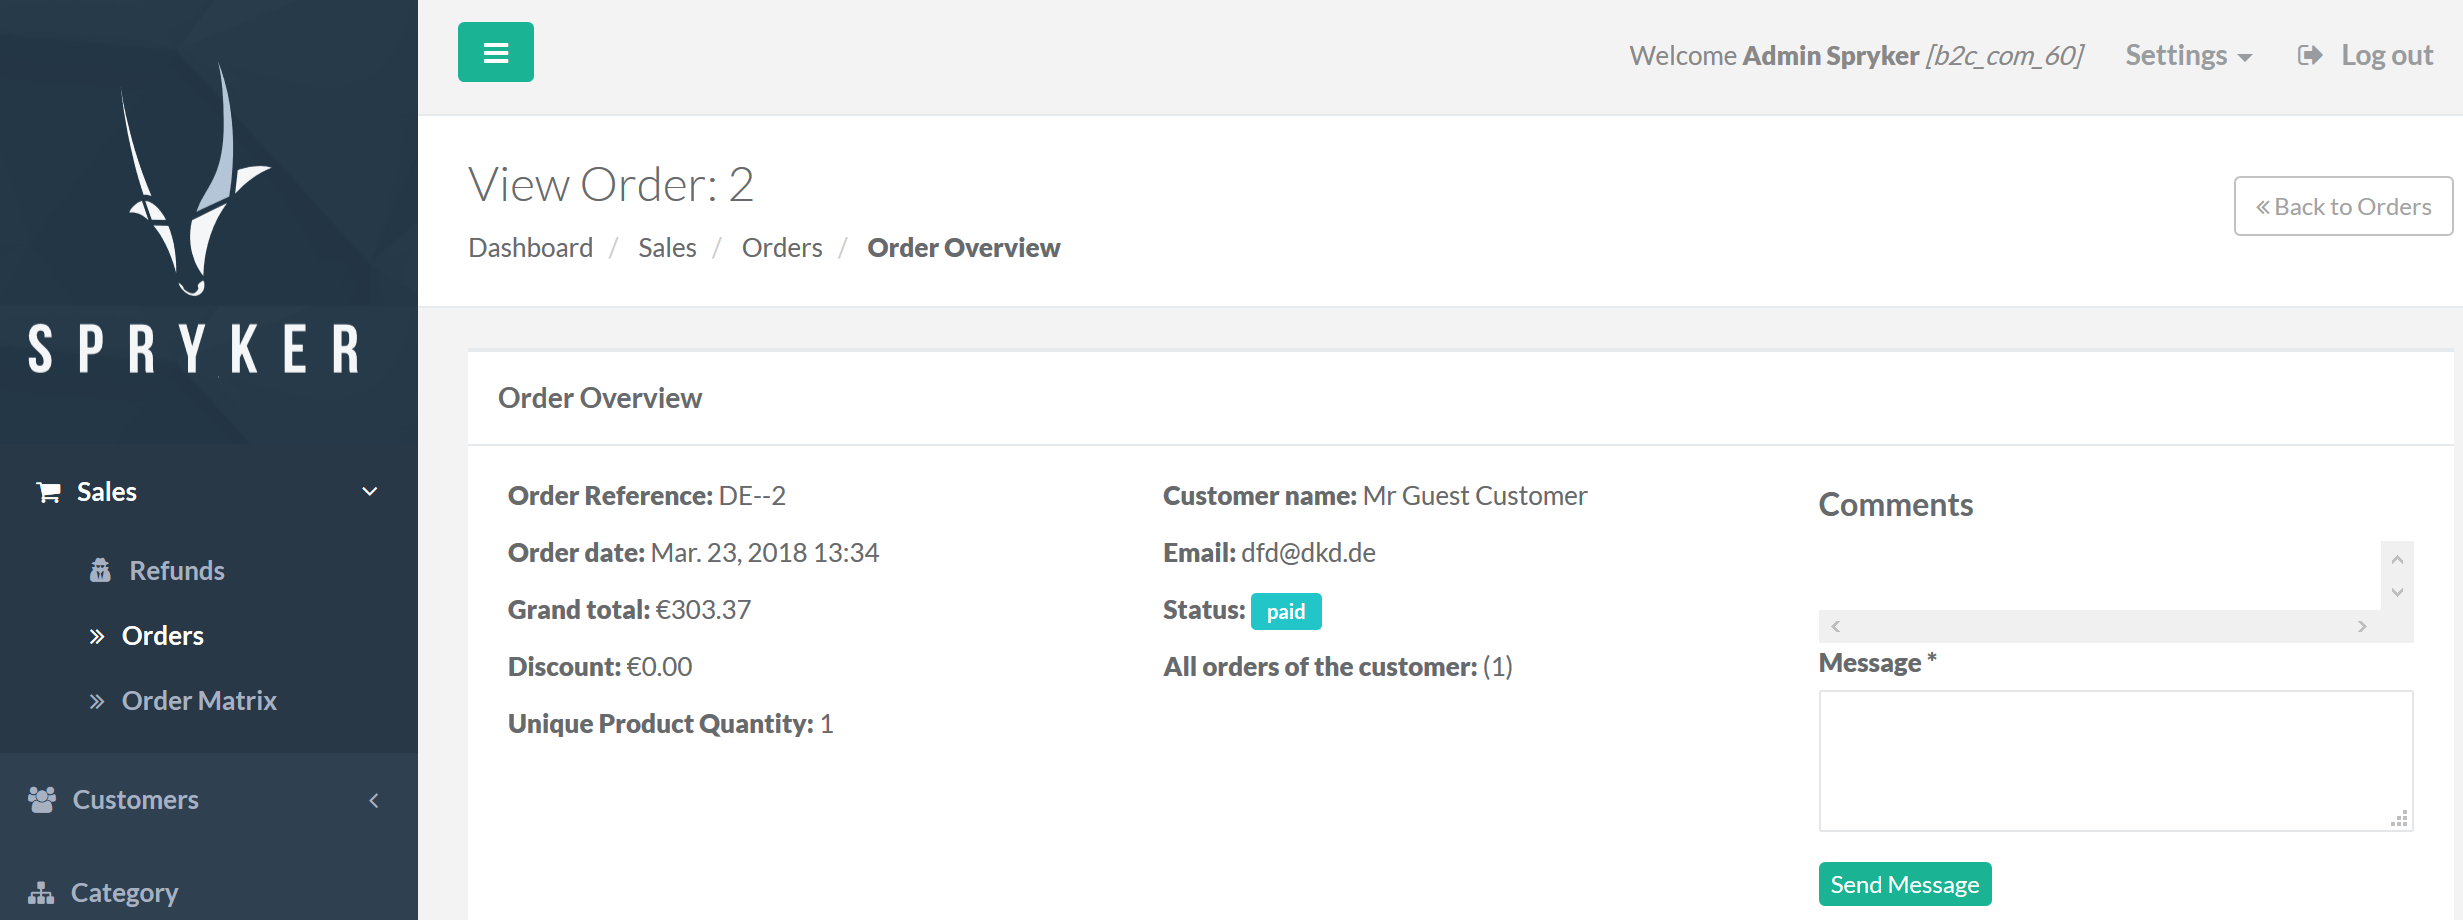 Welcome Admin Spryker [b2c_com_60] Settings Log out
SPRYKER
View Order: 2
Dashboard / Sales / Orders / Order Overview
« Back to Orders
Sales
Refunds
Orders
Order Matrix
Customers
Category
Order Overview
Order Reference: DE--2
Order date: Mar. 23, 2018 13:34
Grand total: €303.37
Discount: €0.00
Unique Product Quantity: 1
Customer name: Mr Guest Customer
Email: dfd@dkd.de
Status: paid
All orders of the customer: (1)
Comments
Message *
Send Message